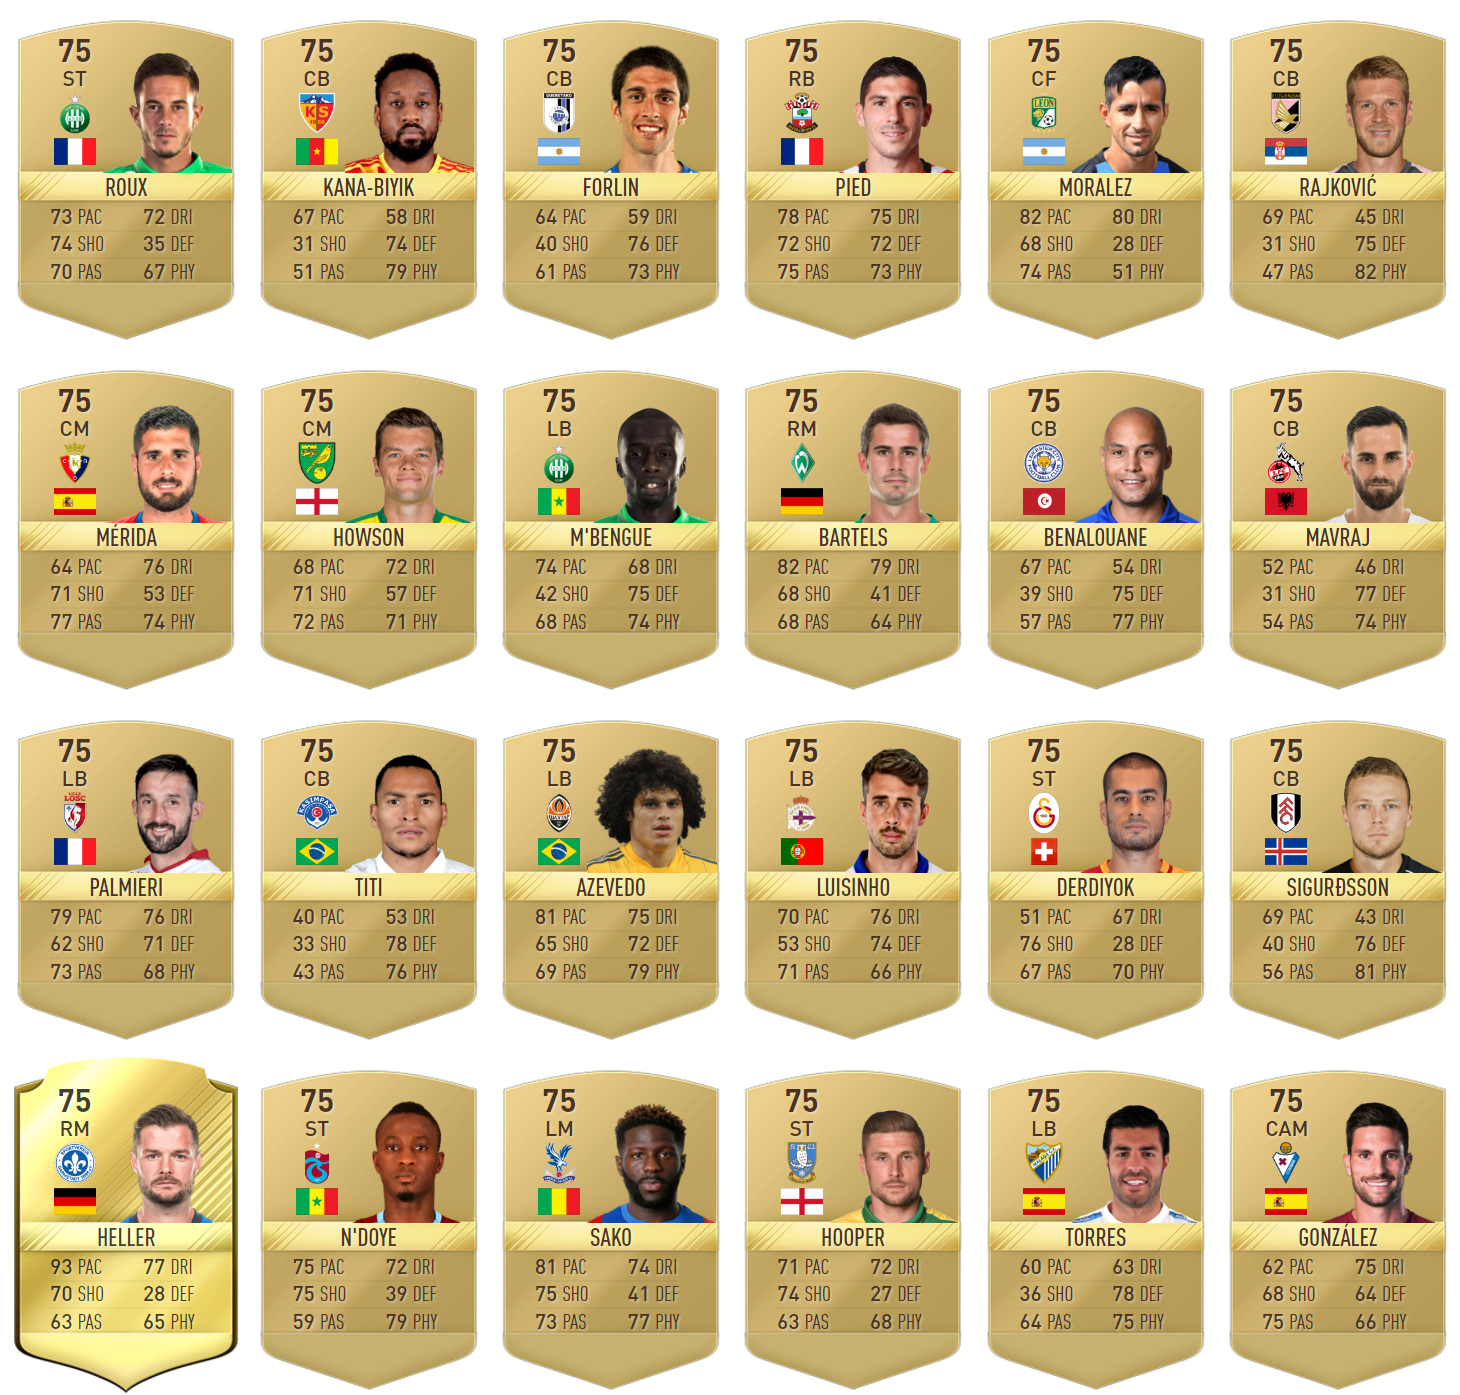 75 75 75 75 75 75
ST CB CB RB CF CB
ROUX KANA-BIYIK FORLIN PIED MORALEZ RAJKOVIĆ
73 PAC 72 DRI 67 PAC 58 DRI 64 PAC 59 DRI 78 PAC 75 DRI 82 PAC 80 DRI 69 PAC 45 DRI
74 SHO 35 DEF 31 SHO 74 DEF 40 SHO 76 DEF 72 SHO 72 DEF 68 SHO 28 DEF 31 SHO 75 DEF
70 PAS 67 PHY 51 PAS 79 PHY 61 PAS 73 PHY 75 PAS 73 PHY 74 PAS 51 PHY 47 PAS 82 PHY
75 75 75 75 75 75
CM CM LB RM CB CB
MÉRIDA HOWSON M'BENGUE BARTELS BENALOUANE MAVRAJ
64 PAC 76 DRI 68 PAC 72 DRI 74 PAC 68 DRI 82 PAC 79 DRI 67 PAC 54 DRI 52 PAC 46 DRI
71 SHO 53 DEF 71 SHO 57 DEF 42 SHO 75 DEF 68 SHO 41 DEF 39 SHO 75 DEF 31 SHO 77 DEF
77 PAS 74 PHY 72 PAS 71 PHY 68 PAS 74 PHY 68 PAS 64 PHY 57 PAS 77 PHY 54 PAS 74 PHY
75 75 75 75 75 75
LB CB LB LB ST CB
PALMIERI TITI AZEVEDO LUISINHO DERDIYOK SIGURÐSSON
79 PAC 76 DRI 40 PAC 53 DRI 81 PAC 75 DRI 70 PAC 76 DRI 51 PAC 67 DRI 69 PAC 43 DRI
62 SHO 71 DEF 33 SHO 78 DEF 65 SHO 72 DEF 53 SHO 74 DEF 76 SHO 28 DEF 40 SHO 76 DEF
73 PAS 68 PHY 43 PAS 76 PHY 69 PAS 79 PHY 71 PAS 66 PHY 67 PAS 70 PHY 56 PAS 81 PHY
75 75 75 75 75 75
RM ST LM ST LB CAM
HELLER N'DOYE SAKO HOOPER TORRES GONZÁLEZ
93 PAC 77 DRI 75 PAC 72 DRI 81 PAC 74 DRI 71 PAC 72 DRI 60 PAC 63 DRI 62 PAC 75 DRI
70 SHO 28 DEF 75 SHO 39 DEF 75 SHO 41 DEF 74 SHO 27 DEF 36 SHO 78 DEF 68 SHO 64 DEF
63 PAS 65 PHY 59 PAS 79 PHY 73 PAS 77 PHY 63 PAS 68 PHY 64 PAS 75 PHY 75 PAS 66 PHY